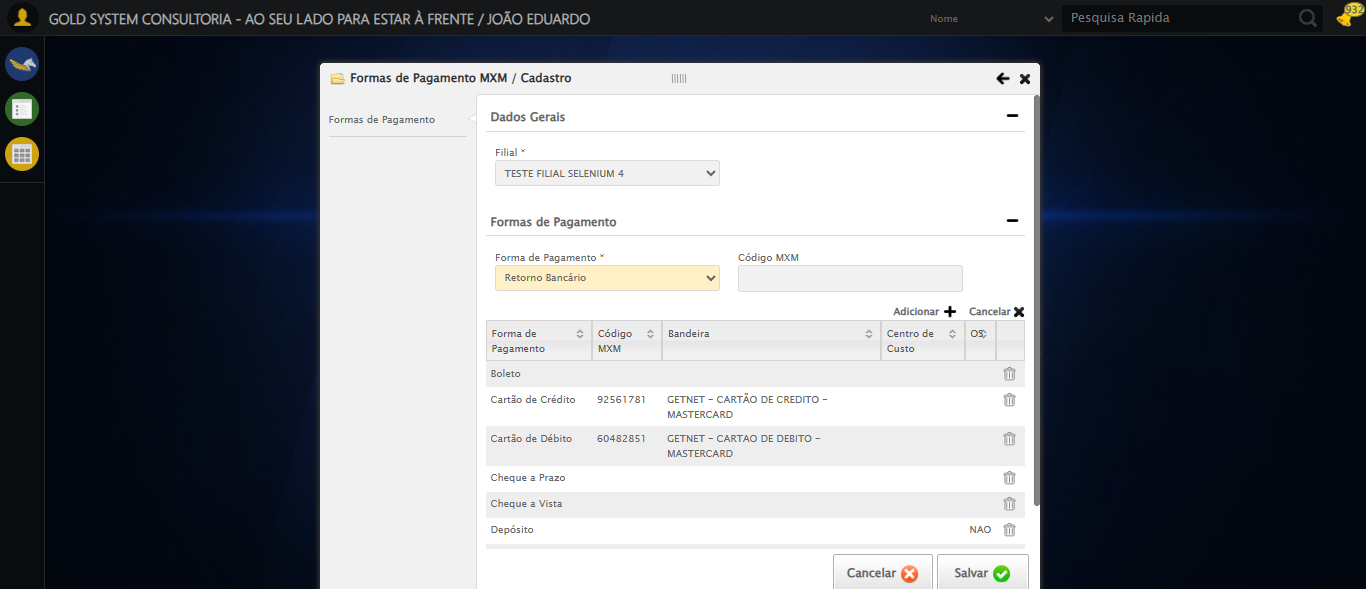 GOLD SYSTEM CONSULTORIA - AO SEU LADO PARA ESTAR À FRENTE / JOÃO EDUARDO
Nome
Pesquisa Rapida
932
Formas de Pagamento MXM / Cadastro
Formas de Pagamento
Dados Gerais
Filial *
TESTE FILIAL SELENIUM 4
Formas de Pagamento
Forma de Pagamento *
Código MXM
Retorno Bancário
Adicionar
Cancelar
Forma de Pagamento
Código MXM
Bandeira
Centro de Custo
OS
Boleto
Cartão de Crédito 92561781 GETNET - CARTÃO DE CREDITO -
MASTERCARD
Cartão de Débito 60482851 GETNET - CARTAO DE DEBITO -
MASTERCARD
Cheque a Prazo
Cheque a Vista
Depósito NAO
Cancelar
Salvar